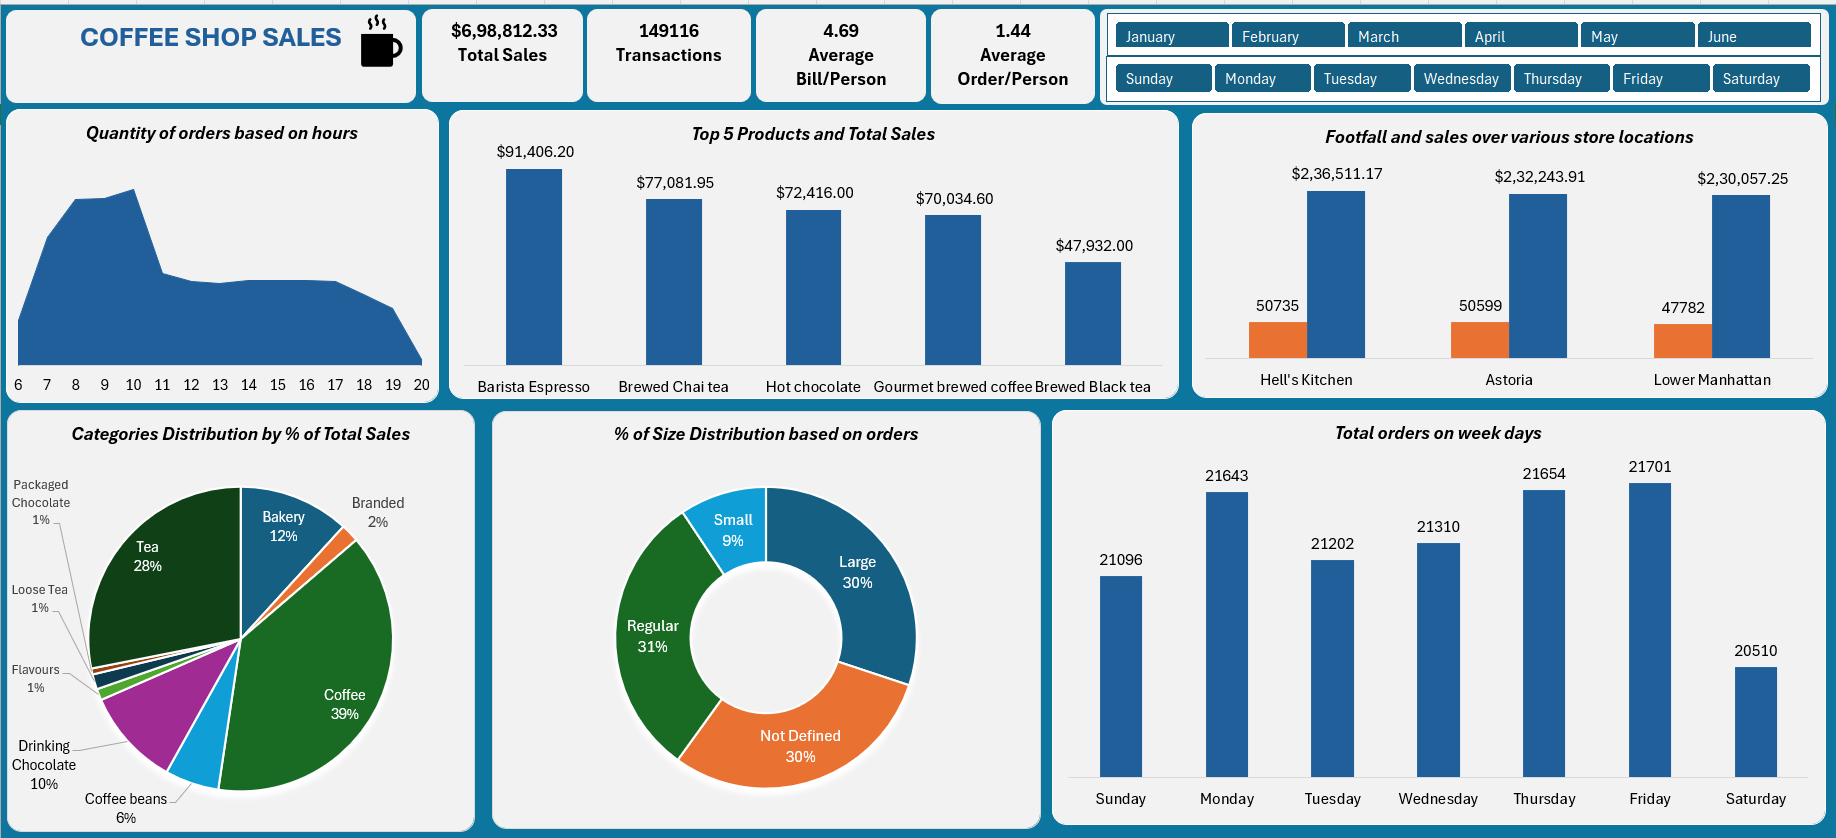 COFFEE SHOP SALES
$6,98,812.33
Total Sales
149116
Transactions
4.69
Average
Bill/Person
1.44
Average
Order/Person
January February March April May June
Sunday Monday Tuesday Wednesday Thursday Friday Saturday
Quantity of orders based on hours
6 7 8 9 10 11 12 13 14 15 16 17 18 19 20
Top 5 Products and Total Sales
$91,406.20
$77,081.95
$72,416.00
$70,034.60
$47,932.00
Barista Espresso Brewed Chai tea Hot chocolate Gourmet brewed coffee Brewed Black tea
Footfall and sales over various store locations
$2,36,511.17
$2,32,243.91
$2,30,057.25
50735
50599
47782
Hell's Kitchen Astoria Lower Manhattan
Categories Distribution by % of Total Sales
Packaged
Chocolate
1%
Tea
28%
Bakery
12%
Branded
2%
Loose Tea
1%
Flavours
1%
Coffee
39%
Drinking
Chocolate
10%
Coffee beans
6%
% of Size Distribution based on orders
Small
9%
Large
30%
Regular
31%
Not Defined
30%
Total orders on week days
21096
21643
21202
21310
21654
21701
20510
Sunday Monday Tuesday Wednesday Thursday Friday Saturday